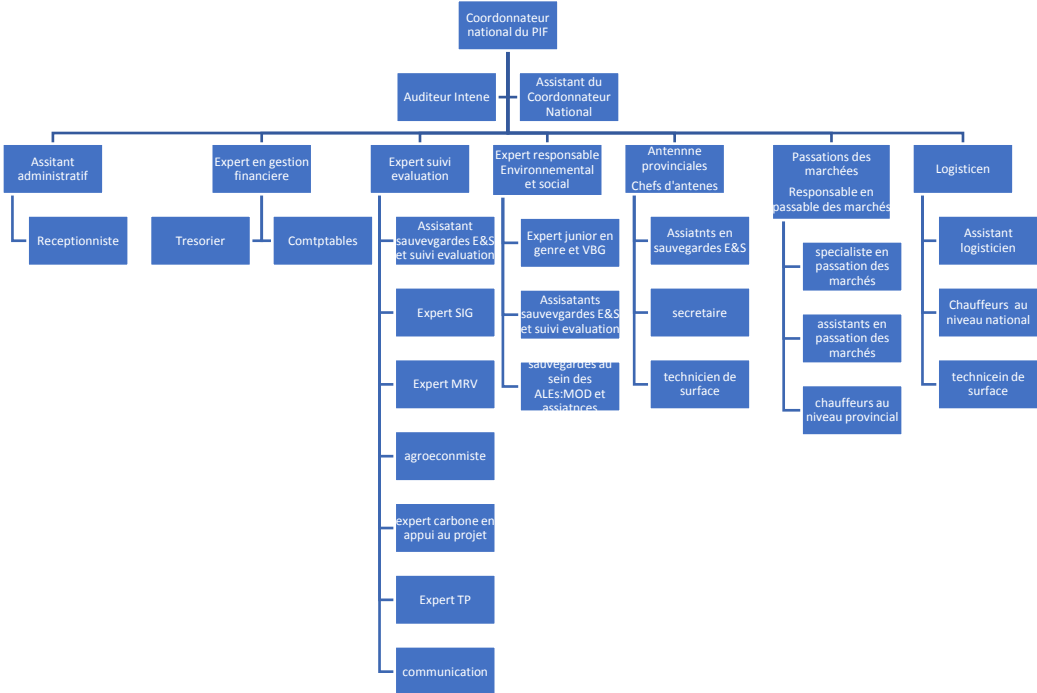 Coordonnateur
national du PIF
Auditeur Intene
Assistant du
Coordonnateur
National
Assitant
administratif
Receptionniste
Expert en gestion
financiere
Tresorier
Comtptables
Expert suivi
evaluation
Assisatant
sauvevgardes E&S
et suivi evaluation
Expert SIG
Expert MRV
agroeconmiste
expert carbone en
appui au projet
Expert TP
communication
Expert responsable
Environnemental
et social
Expert junior en
genre et VBG
Assisatants
sauvevgardes E&S
et suivi evaluation
sauvegardes au
sein des
ALEs:MOD et
assiatnces
Antennne
provinciales
Chefs d'antenes
Assiatnts en
sauvegardes E&S
secretaire
technicien de
surface
Passations des
marchées
Responsable en
passable des marchés
specialiste en
passation des
marchés
assistants en
passation des
marchés
chauffeurs au
niveau provincial
Logisticen
Assistant
logisticien
Chauffeurs au
niveau national
technicein de
surface